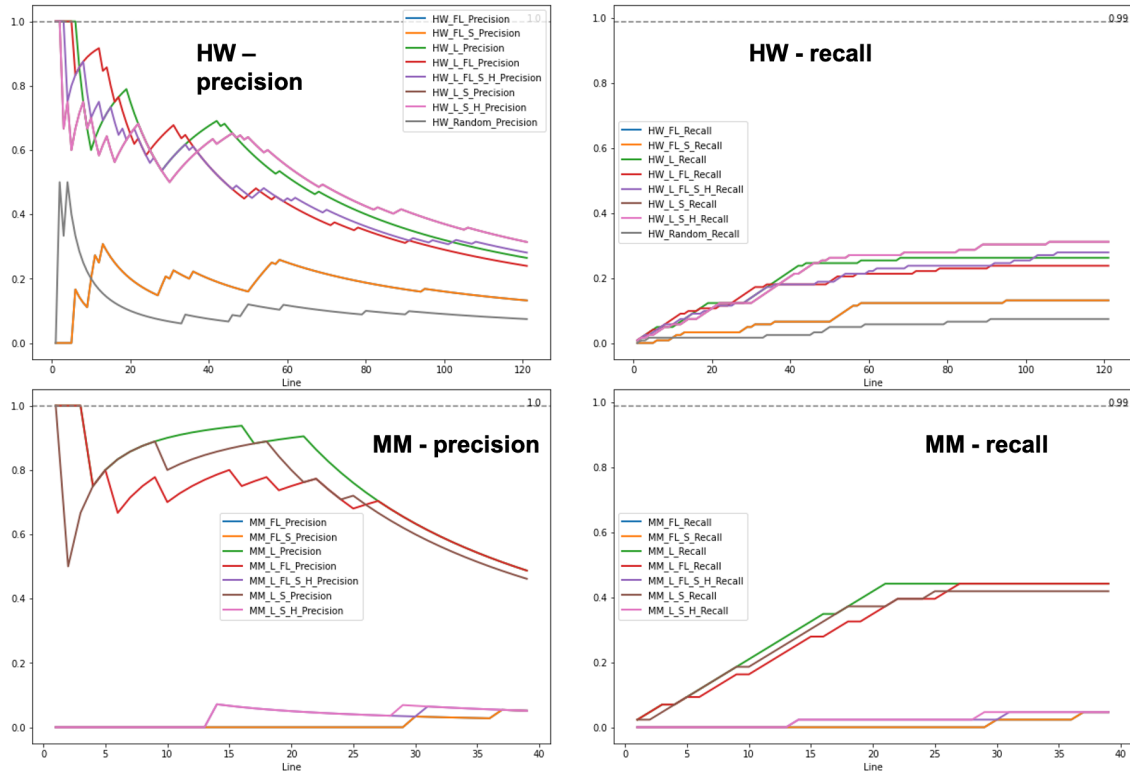 HW –
precision
1.0
HW_FL_Precision
HW_FL_S_Precision
HW_L_Precision
HW_L_FL_Precision
HW_L_FL_S_H_Precision
HW_L_S_Precision
HW_L_S_H_Precision
HW_Random_Precision
1.0
0.8
0.6
0.4
0.2
0.0
0 20 40 60 80 100 120
Line
HW - recall
0.99
HW_FL_Recall
HW_FL_S_Recall
HW_L_Recall
HW_L_FL_Recall
HW_L_FL_S_H_Recall
HW_L_S_Recall
HW_L_S_H_Recall
HW_Random_Recall
1.0
0.8
0.6
0.4
0.2
0.0
0 20 40 60 80 100 120
Line
MM - precision
1.0
MM_FL_Precision
MM_FL_S_Precision
MM_L_Precision
MM_L_FL_Precision
MM_L_FL_S_H_Precision
MM_L_S_Precision
MM_L_S_H_Precision
1.0
0.8
0.6
0.4
0.2
0.0
0 5 10 15 20 25 30 35 40
Line
MM - recall
0.99
MM_FL_Recall
MM_FL_S_Recall
MM_L_Recall
MM_L_FL_Recall
MM_L_FL_S_H_Recall
MM_L_S_Recall
MM_L_S_H_Recall
1.0
0.8
0.6
0.4
0.2
0.0
0 5 10 15 20 25 30 35 40
Line